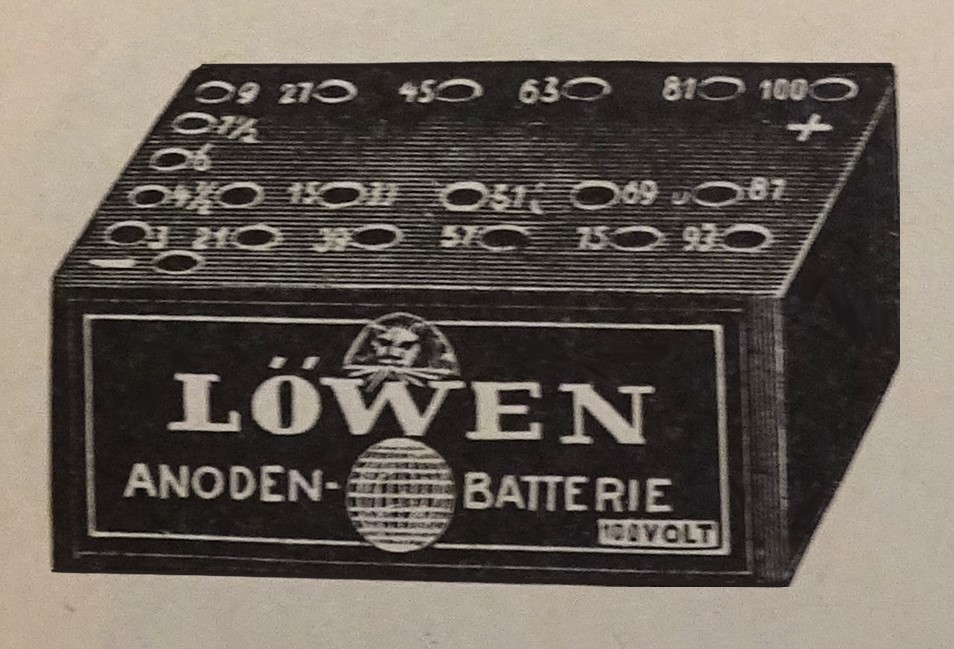 9 27 45 63 81 100
7½ +
6
4½ 15 33 51 69 87
3 21 39 57 75 93
−
LÖWEN
ANODEN-BATTERIE
100 VOLT